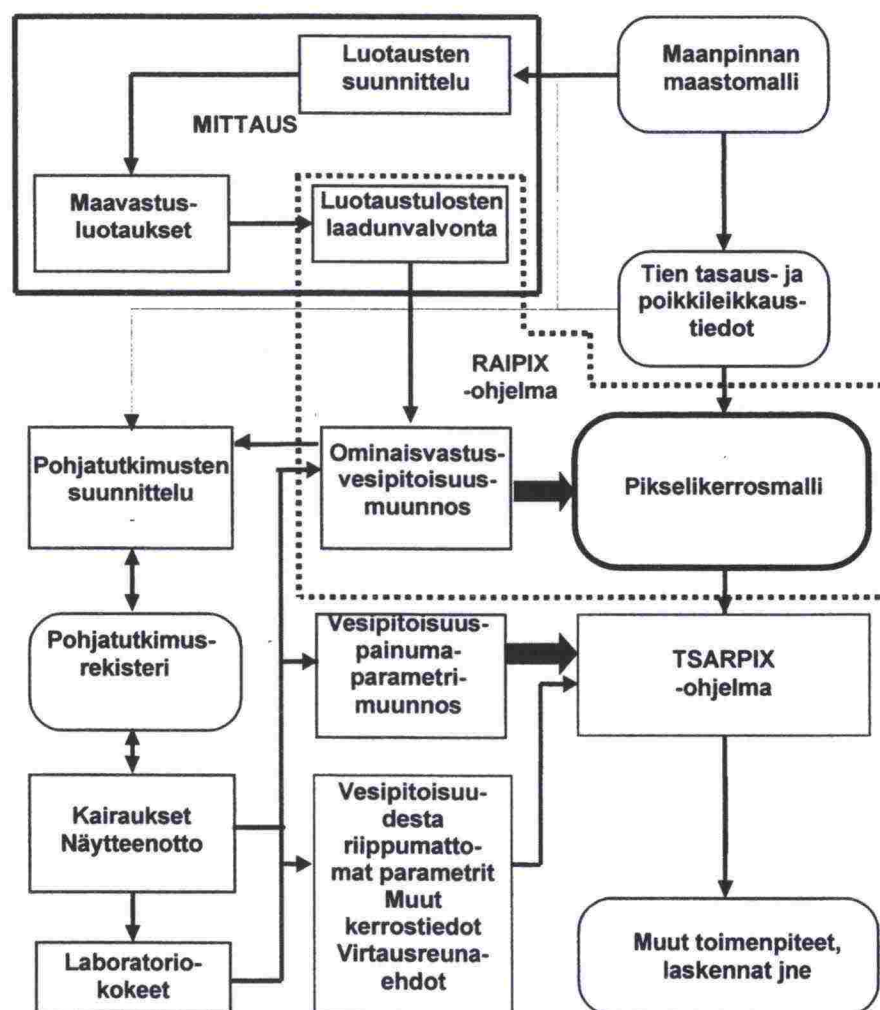 Luotausten
suunnittelu
Maanpinnan
maastomalli
MITTAUS
Maavastus-
luotaukset
Luotaustulosten
laadunvalvonta
Tien tasaus- ja
poikkileikkaus-
tiedot
RAIPIX
-ohjelma
Pohjatutkimusten
suunnittelu
Ominaisvastus-
vesipitoisuus-
muunnos
Pikselikerrosmalli
Pohjatutkimus-
rekisteri
Vesipitoisuus-
painuma-
parametri-
muunnos
TSARPIX
-ohjelma
Kairaukset
Näytteenotto
Vesipitoisuu-
desta
riippumatto-
mat parametrit
Muut
kerrostiedot
Virtausreuna-
ehdot
Laboratorio-
kokeet
Muut toimenpiteet,
laskennat jne